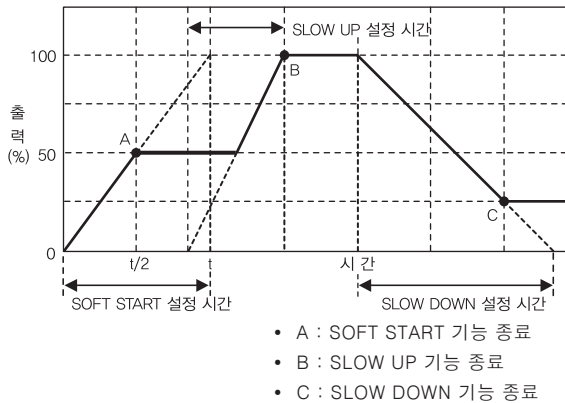 SLOW UP 설정 시간
100
B
출
력
(%)
A
50
C
0
t/2
t
시 간
SOFT START 설정 시간
SLOW DOWN 설정 시간
• A : SOFT START 기능 종료
• B : SLOW UP 기능 종료
• C : SLOW DOWN 기능 종료